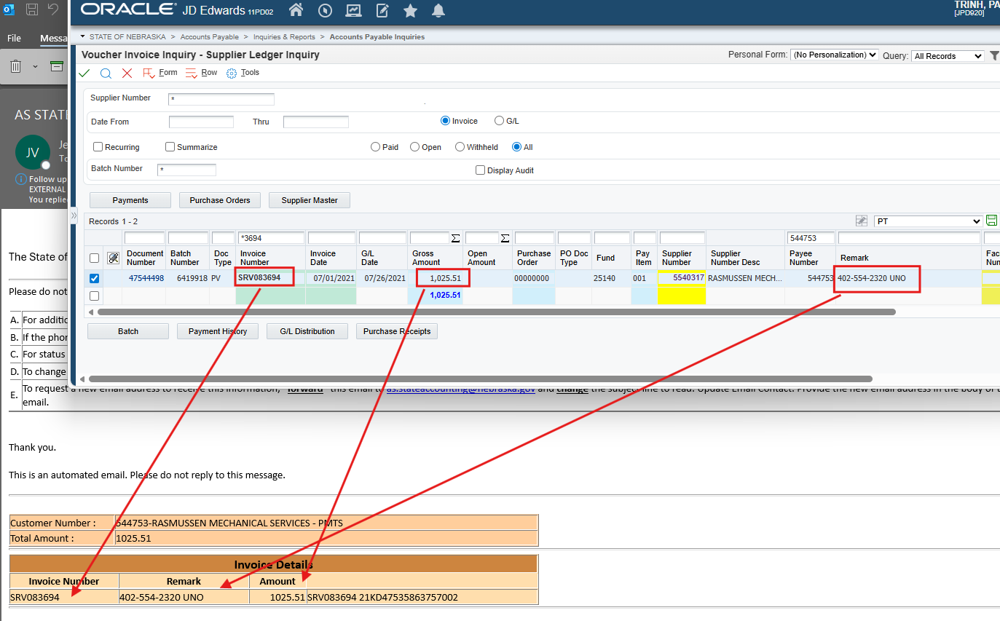 ORACLE® JD Edwards 11PD02
TRINH, PA
[JPD920]
File Messa
STATE OF NEBRASKA > Accounts Payable > Inquiries & Reports > Accounts Payable Inquiries
Voucher Invoice Inquiry - Supplier Ledger Inquiry
Personal Form: (No Personalization) Query: All Records
Form Row Tools
Supplier Number *
Date From Thru Invoice G/L
Recurring Summarize Paid Open Withheld All
Batch Number * Display Audit
AS STATE
JV
Je
To
Follow up
EXTERNAL
You replied
Payments Purchase Orders Supplier Master
Records 1 - 2 PT
*3694 544753
Document Number Batch Number Doc Type Invoice Number Invoice Date G/L Date Gross Amount Open Amount Purchase Order PO Doc Type Fund Pay Item Supplier Number Supplier Number Desc Payee Number Remark Fac Num
47544498 6419918 PV SRV083694 07/01/2021 07/26/2021 1,025.51 00000000 25140 001 5540317 RASMUSSEN MECH... 544753 402-554-2320 UNO
1,025.51
Batch Payment History G/L Distribution Purchase Receipts
The State of
Please do not
A. For additio
B. If the phon
C. For status
D. To change
E. To request a new email address to receive this information, "forward" this email to as.stateaccounting@nebraska.gov and change the subject line to read: Update Email Contact. Provide the new email address in the body of t
email.
Thank you.
This is an automated email. Please do not reply to this message.
Customer Number : 544753-RASMUSSEN MECHANICAL SERVICES - PMTS
Total Amount : 1025.51
Invoice Details
Invoice Number Remark Amount
SRV083694 402-554-2320 UNO 1025.51 SRV083694 21KD47535863757002